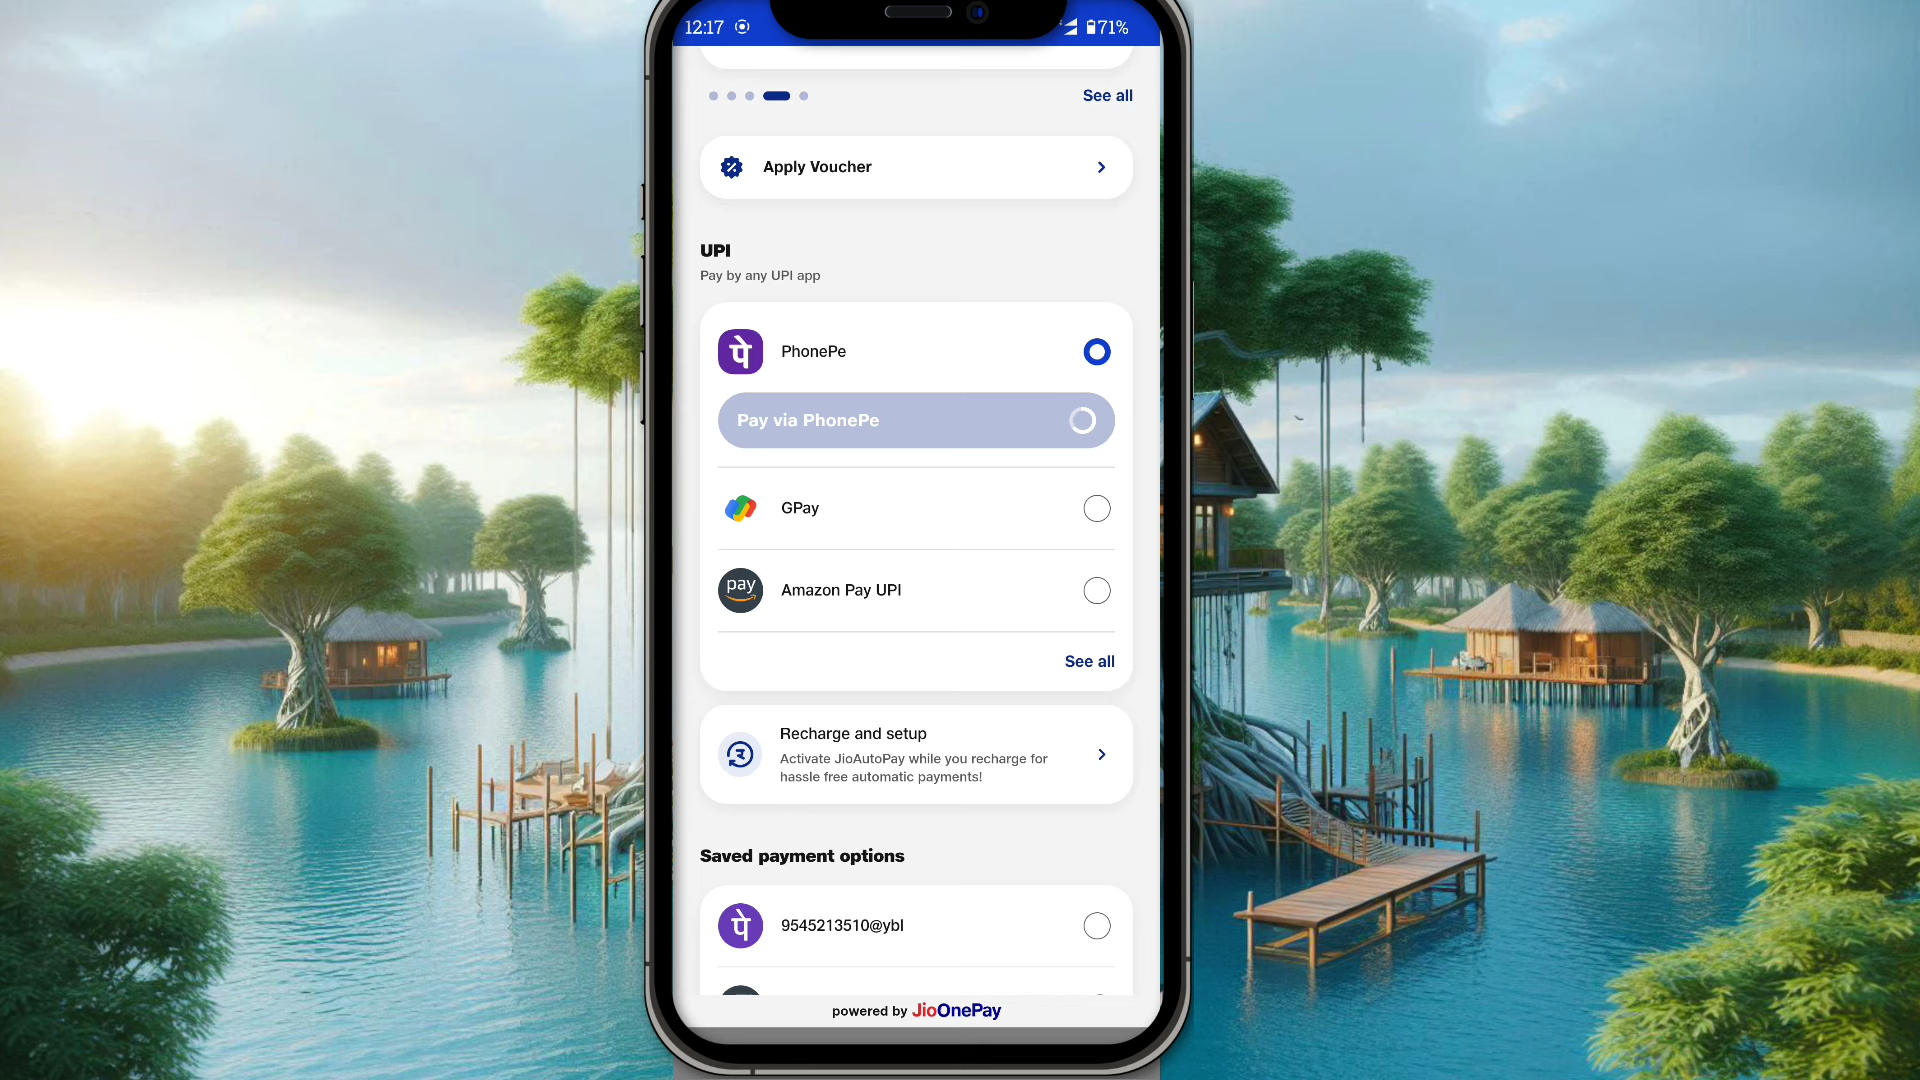 12:17
71%
See all
Apply Voucher
UPI
Pay by any UPI app
पे
PhonePe
Pay via PhonePe
GPay
pay
Amazon Pay UPI
See all
Recharge and setup
Activate JioAutoPay while you recharge for
hassle free automatic payments!
Saved payment options
पे
9545213510@ybl
powered by JioOnePay